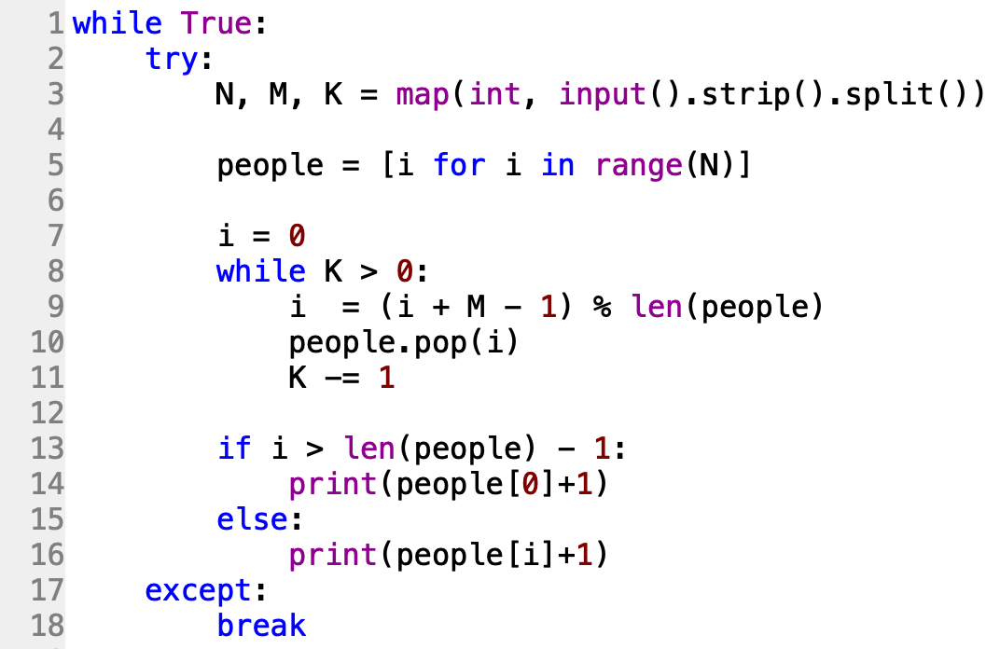 1 while True:
2     try:
3         N, M, K = map(int, input().strip().split())
4
5         people = [i for i in range(N)]
6
7         i = 0
8         while K > 0:
9             i  = (i + M - 1) % len(people)
10             people.pop(i)
11             K -= 1
12
13         if i > len(people) - 1:
14             print(people[0]+1)
15         else:
16             print(people[i]+1)
17     except:
18         break